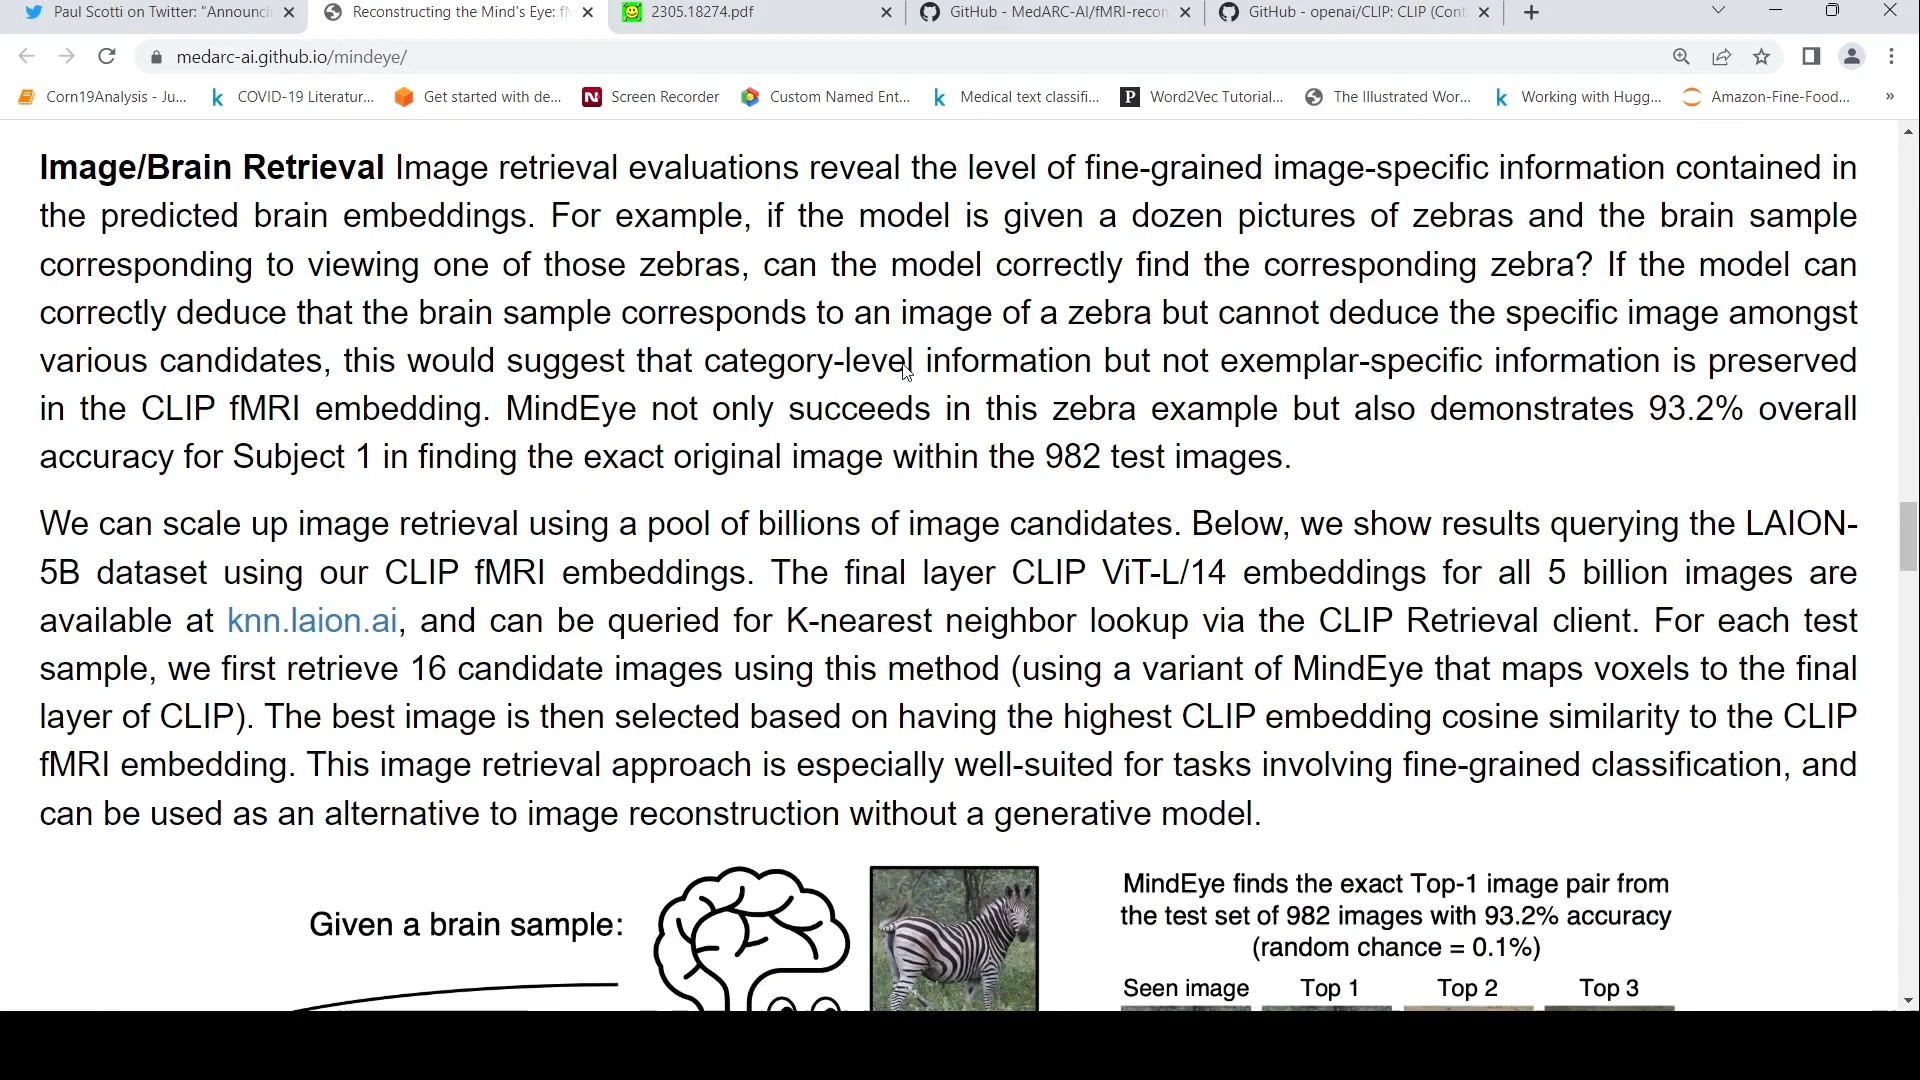 Paul Scotti on Twitter: "Announci
Reconstructing the Mind's Eye: fM
2305.18274.pdf
GitHub - MedARC-AI/fMRI-recon
GitHub - openai/CLIP: CLIP (Cont
medarc-ai.github.io/mindeye/
Corn19Analysis - Ju...
COVID-19 Literatur...
Get started with de...
Screen Recorder
Custom Named Ent...
Medical text classifi...
Word2Vec Tutorial...
The Illustrated Wor...
Working with Hugg...
Amazon-Fine-Food...
Image/Brain Retrieval Image retrieval evaluations reveal the level of fine-grained image-specific information contained in
the predicted brain embeddings. For example, if the model is given a dozen pictures of zebras and the brain sample
corresponding to viewing one of those zebras, can the model correctly find the corresponding zebra? If the model can
correctly deduce that the brain sample corresponds to an image of a zebra but cannot deduce the specific image amongst
various candidates, this would suggest that category-level information but not exemplar-specific information is preserved
in the CLIP fMRI embedding. MindEye not only succeeds in this zebra example but also demonstrates 93.2% overall
accuracy for Subject 1 in finding the exact original image within the 982 test images.
We can scale up image retrieval using a pool of billions of image candidates. Below, we show results querying the LAION-
5B dataset using our CLIP fMRI embeddings. The final layer CLIP ViT-L/14 embeddings for all 5 billion images are
available at knn.laion.ai, and can be queried for K-nearest neighbor lookup via the CLIP Retrieval client. For each test
sample, we first retrieve 16 candidate images using this method (using a variant of MindEye that maps voxels to the final
layer of CLIP). The best image is then selected based on having the highest CLIP embedding cosine similarity to the CLIP
fMRI embedding. This image retrieval approach is especially well-suited for tasks involving fine-grained classification, and
can be used as an alternative to image reconstruction without a generative model.
Given a brain sample:
MindEye finds the exact Top-1 image pair from
the test set of 982 images with 93.2% accuracy
(random chance = 0.1%)
Seen image Top 1 Top 2 Top 3